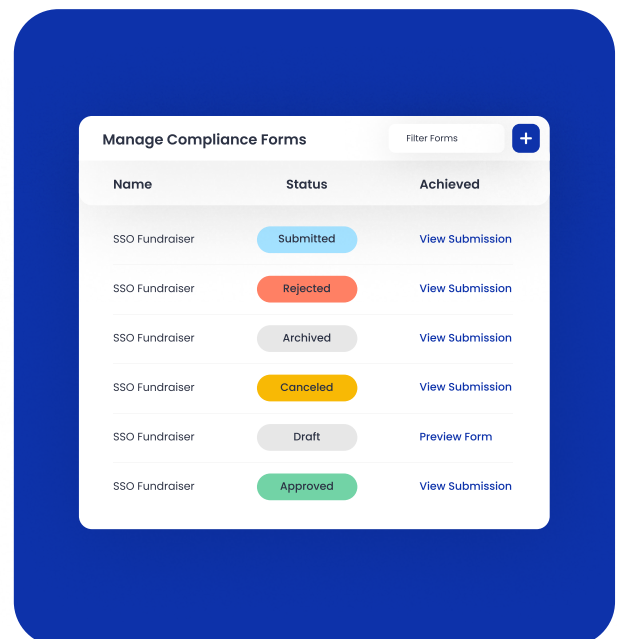 Manage Compliance Forms
Filter Forms
+
Name Status Achieved
SSO Fundraiser Submitted View Submission
SSO Fundraiser Rejected View Submission
SSO Fundraiser Archived View Submission
SSO Fundraiser Canceled View Submission
SSO Fundraiser Draft Preview Form
SSO Fundraiser Approved View Submission